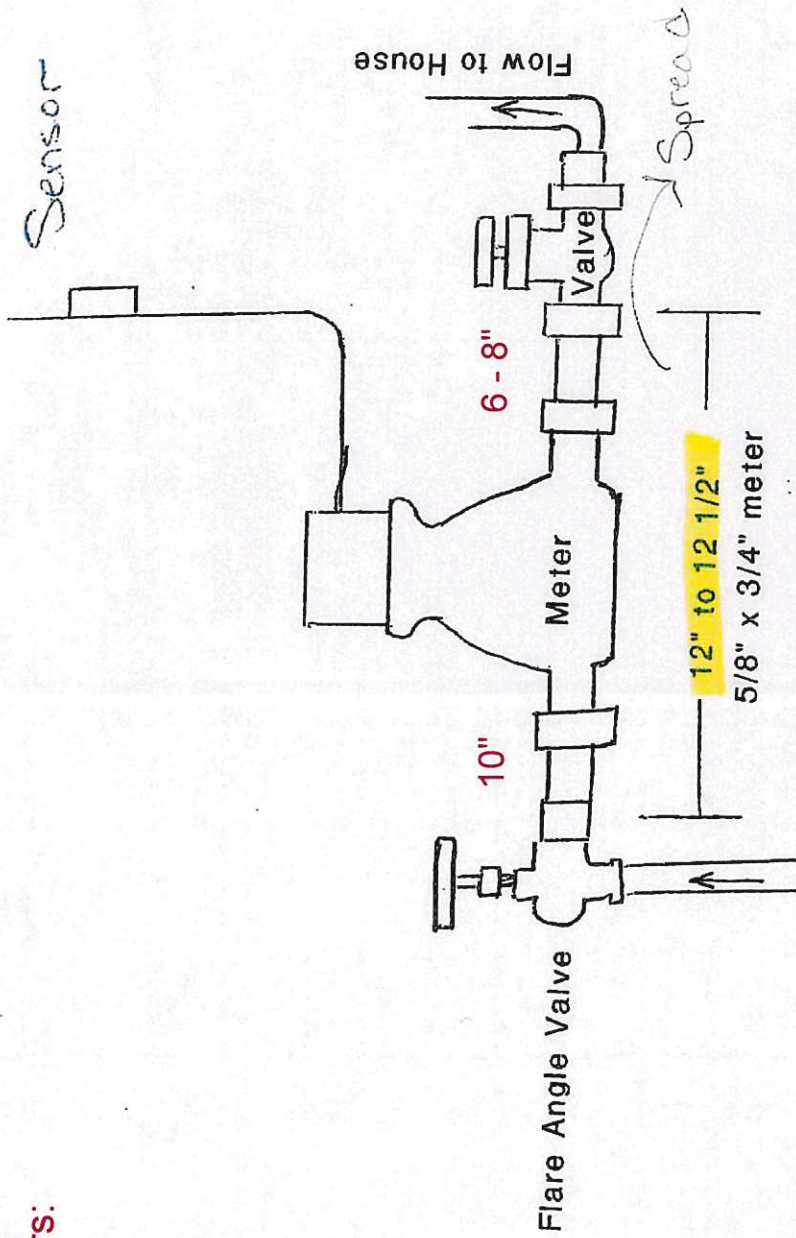 rs:
Sensor
Flow to House
10"
6 - 8"
Meter
Valve
Spread
Flare Angle Valve
12" to 12 1/2"
5/8" x 3/4" meter